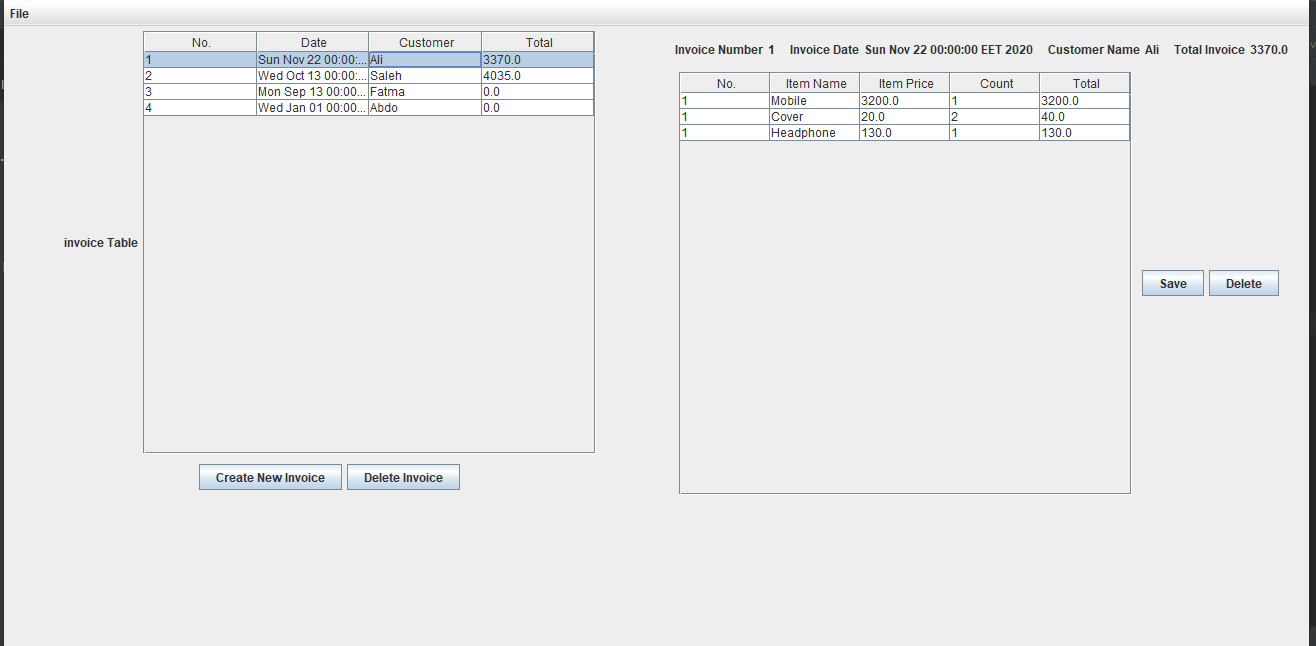 File
No. Date Customer Total
1 Sun Nov 22 00:00:... Ali 3370.0
2 Wed Oct 13 00:00:... Saleh 4035.0
3 Mon Sep 13 00:00... Fatma 0.0
4 Wed Jan 01 00:00:... Abdo 0.0
invoice Table
Create New Invoice Delete Invoice
Invoice Number 1 Invoice Date Sun Nov 22 00:00:00 EET 2020 Customer Name Ali Total Invoice 3370.0
No. Item Name Item Price Count Total
1 Mobile 3200.0 1 3200.0
1 Cover 20.0 2 40.0
1 Headphone 130.0 1 130.0
Save Delete